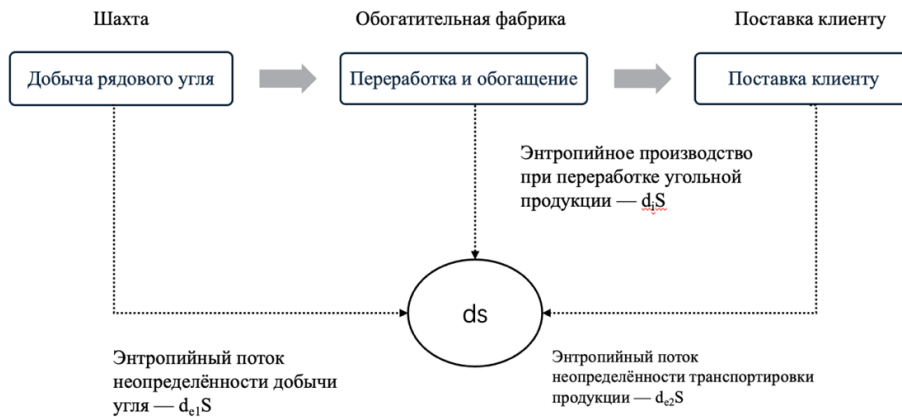 Шахта
Обогатительная фабрика
Поставка клиенту
Добыча рядового угля
Переработка и обогащение
Поставка клиенту
Энтропийное производство
при переработке угольной
продукции — dᵢS
ds
Энтропийный поток
неопределённости добычи
угля — dₑ₁S
Энтропийный поток
неопределённости транспортировки
продукции — dₑ₂S